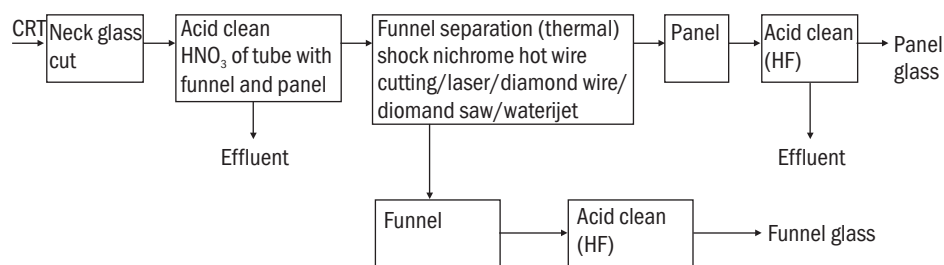 CRT
Neck glass
cut
Acid clean
HNO₃ of tube with
funnel and panel
Effluent
Funnel separation (thermal)
shock nichrome hot wire
cutting/laser/diamond wire/
diomand saw/waterijet
Panel
Acid clean
(HF)
Effluent
Panel
glass
Funnel
Acid clean
(HF)
Funnel glass